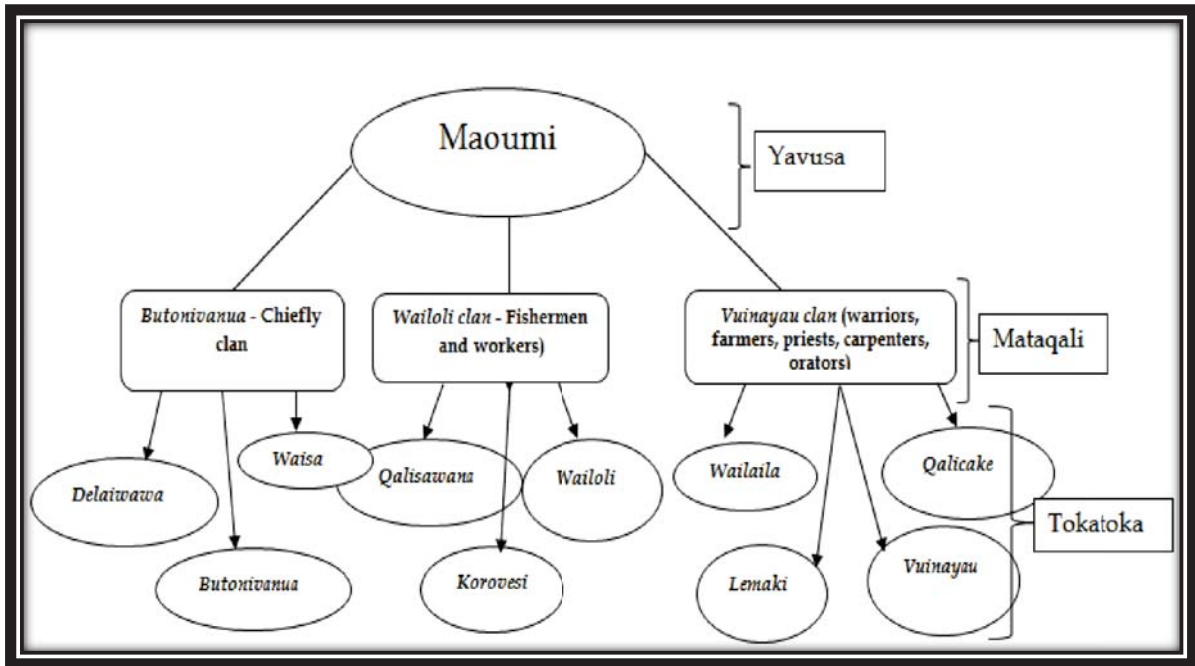 Maoumi
Yavusa
Butonivanua - Chiefly
clan
Wailoli clan - Fishermen
and workers)
Vuinayau clan (warriors,
farmers, priests, carpenters,
orators)
Mataqali
Delaiwawa
Butonivanua
Waisa
Qalisawana
Korovesi
Wailoli
Wailaila
Lemaki
Vuinayau
Qalicake
Tokatoka